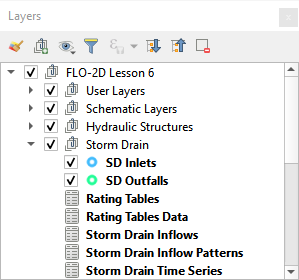 Layers
FLO-2D Lesson 6
User Layers
Schematic Layers
Hydraulic Structures
Storm Drain
SD Inlets
SD Outfalls
Rating Tables
Rating Tables Data
Storm Drain Inflows
Storm Drain Inflow Patterns
Storm Drain Time Series